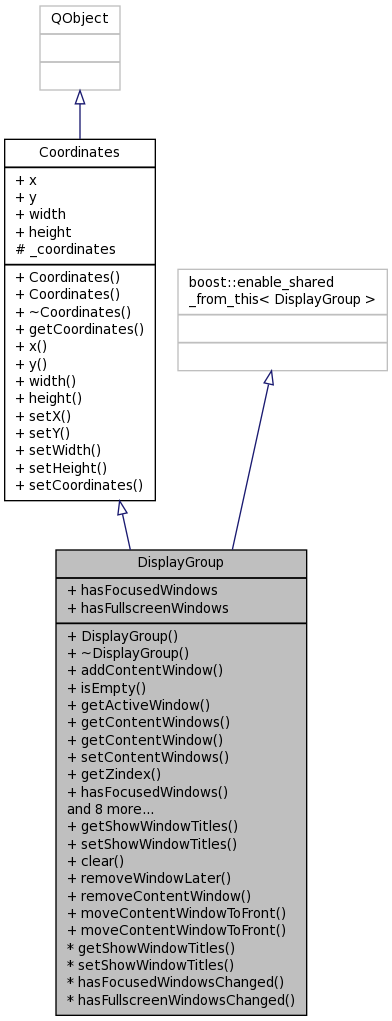 QObject
Coordinates
+ x
+ y
+ width
+ height
# _coordinates
+ Coordinates()
+ Coordinates()
+ ~Coordinates()
+ getCoordinates()
+ x()
+ y()
+ width()
+ height()
+ setX()
+ setY()
+ setWidth()
+ setHeight()
+ setCoordinates()
boost::enable_shared
_from_this< DisplayGroup >
DisplayGroup
+ hasFocusedWindows
+ hasFullscreenWindows
+ DisplayGroup()
+ ~DisplayGroup()
+ addContentWindow()
+ isEmpty()
+ getActiveWindow()
+ getContentWindows()
+ getContentWindow()
+ setContentWindows()
+ getZindex()
+ hasFocusedWindows()
and 8 more...
+ getShowWindowTitles()
+ setShowWindowTitles()
+ clear()
+ removeWindowLater()
+ removeContentWindow()
+ moveContentWindowToFront()
+ moveContentWindowToFront()
* getShowWindowTitles()
* setShowWindowTitles()
* hasFocusedWindowsChanged()
* hasFullscreenWindowsChanged()